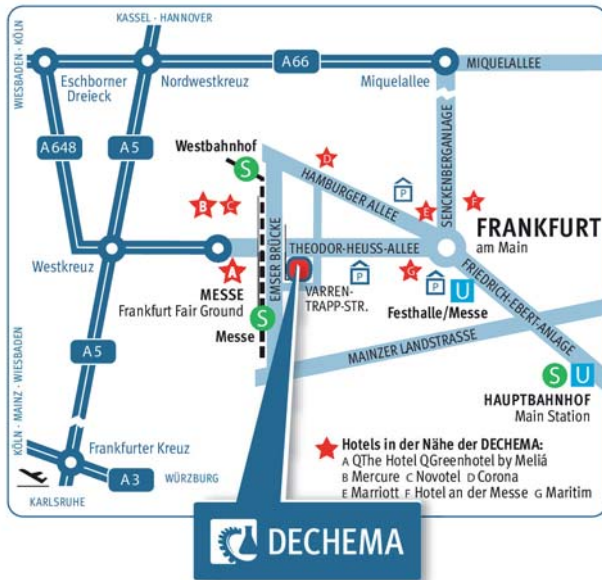 KASSEL - HANNOVER
WIESBADEN - KÖLN
A66
MIQUELALLEE
Eschborner
Dreieck
Nordwestkreuz
Miquelallee
A648
A5
Westbahnhof
S
D
P
HAMBURGER ALLEE
SENCKENBERGANLAGE
B
C
E
F
FRANKFURT
am Main
Westkreuz
THEODOR-HEUSS-ALLEE
EMSER BRÜCKE
A
G
P
P
U
MESSE
Frankfurt Fair Ground
VARREN-
TRAPP-STR.
Festhalle/Messe
FRIEDRICH-EBERT-ANLAGE
S
Messe
MAINZER LANDSTRASSE
A5
S U
HAUPTBAHNHOF
Main Station
KÖLN - MAINZ - WIESBADEN
Frankfurter Kreuz
A3
WÜRZBURG
KARLSRUHE
Hotels in der Nähe der DECHEMA:
A QThe Hotel QGreenhotel by Meliá
B Mercure C Novotel D Corona
E Marriott F Hotel an der Messe G Maritim
DECHEMA